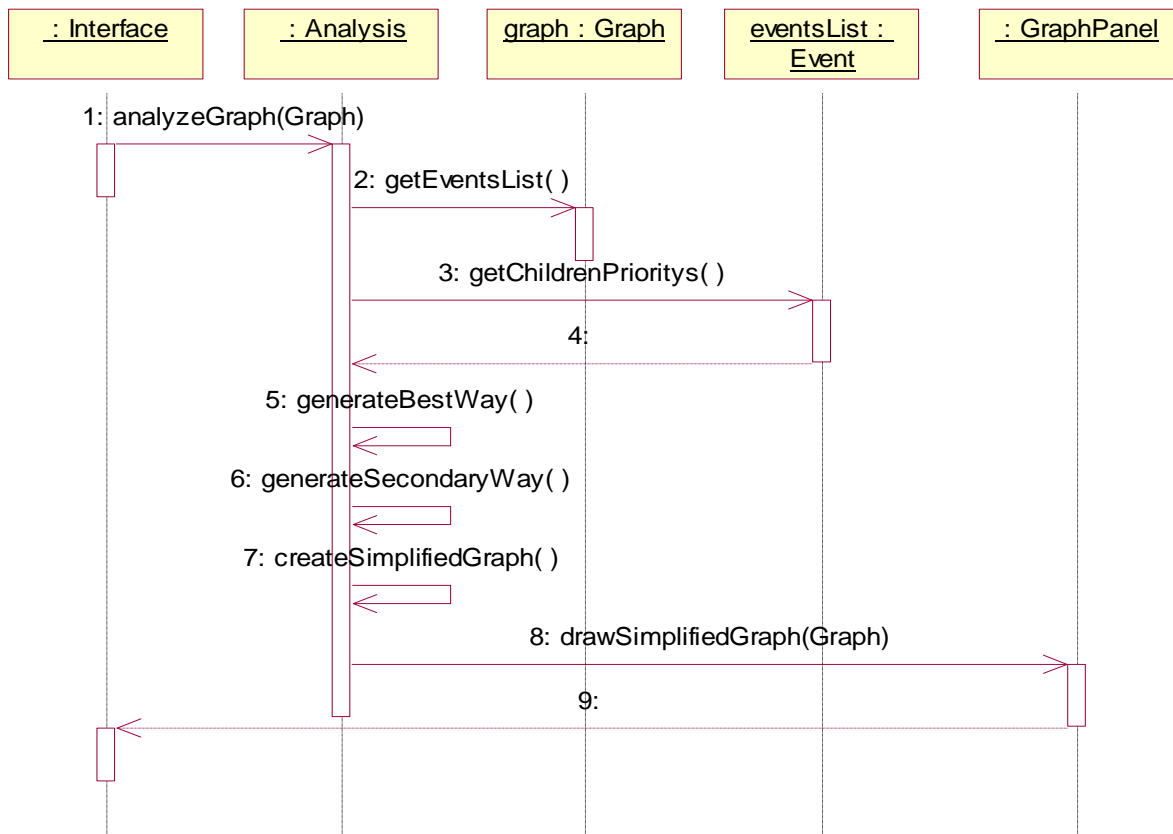 : Interface
: Analysis
graph : Graph
eventsList :
Event
: GraphPanel
1: analyzeGraph(Graph)
2: getEventsList( )
3: getChildrenPrioritys( )
4:
5: generateBestWay( )
6: generateSecondaryWay( )
7: createSimplifiedGraph( )
8: drawSimplifiedGraph(Graph)
9: